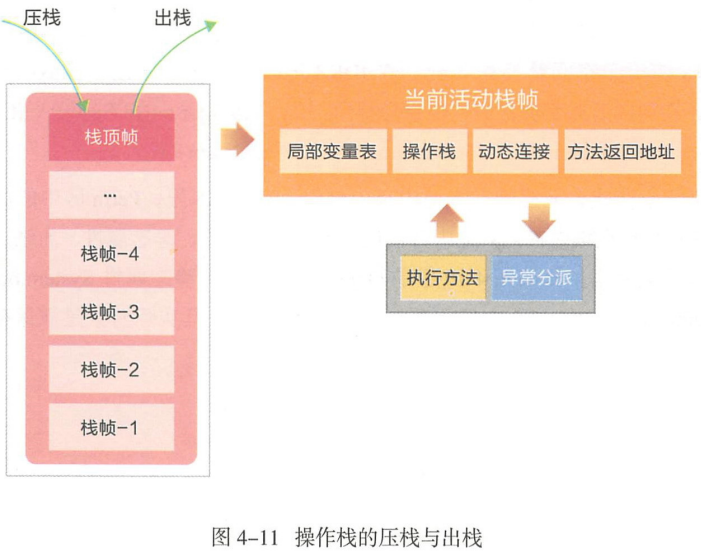 压栈 出栈
栈顶帧
...
栈帧-4
栈帧-3
栈帧-2
栈帧-1
当前活动栈帧
局部变量表 操作栈 动态连接 方法返回地址
执行方法 异常分派
图 4-11 操作栈的压栈与出栈